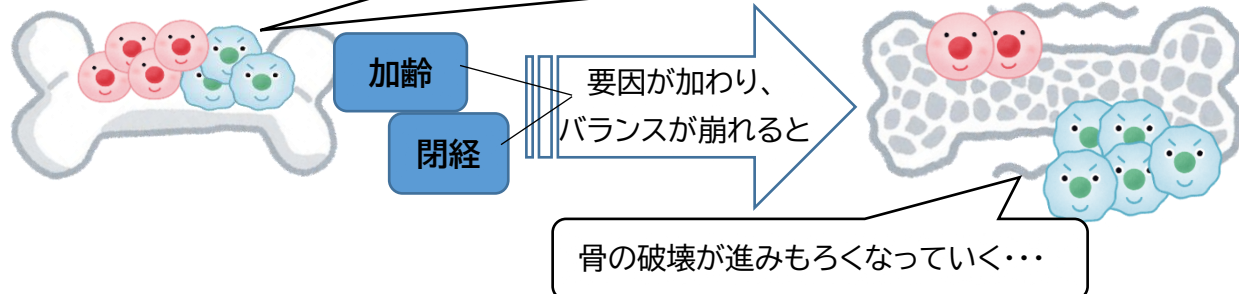 加齢
閉経
要因が加わり、
バランスが崩れると
骨の破壊が進みもろくなっていく・・・